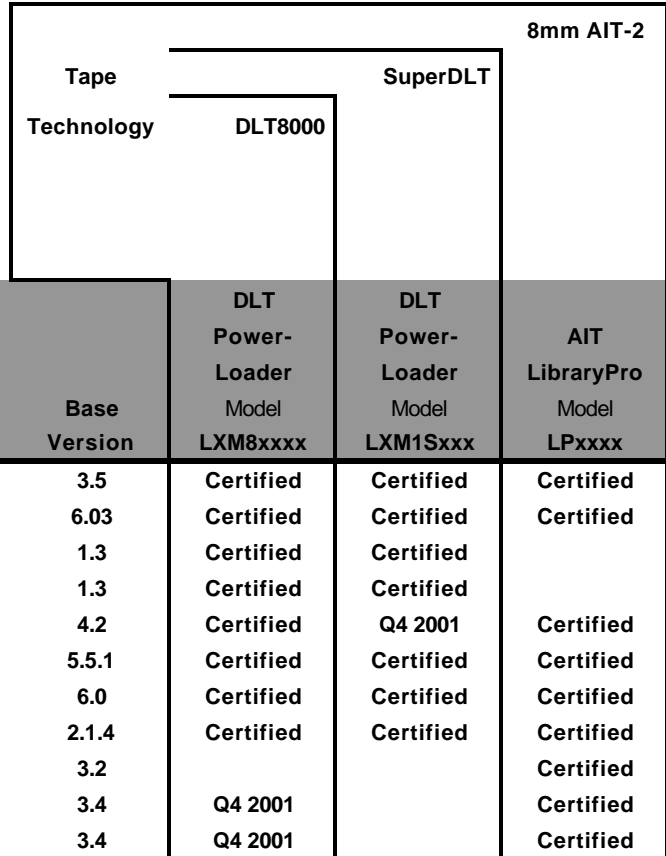 8mm AIT-2
Tape SuperDLT
Technology DLT8000
DLT DLT
Power- Power- AIT
Loader Loader LibraryPro
Base Model Model Model
Version LXM8xxxx LXM1Sxxx LPxxxx
3.5 Certified Certified Certified
6.03 Certified Certified Certified
1.3 Certified Certified
1.3 Certified Certified
4.2 Certified Q4 2001 Certified
5.5.1 Certified Certified Certified
6.0 Certified Certified Certified
2.1.4 Certified Certified Certified
3.2 Certified
3.4 Q4 2001 Certified
3.4 Q4 2001 Certified